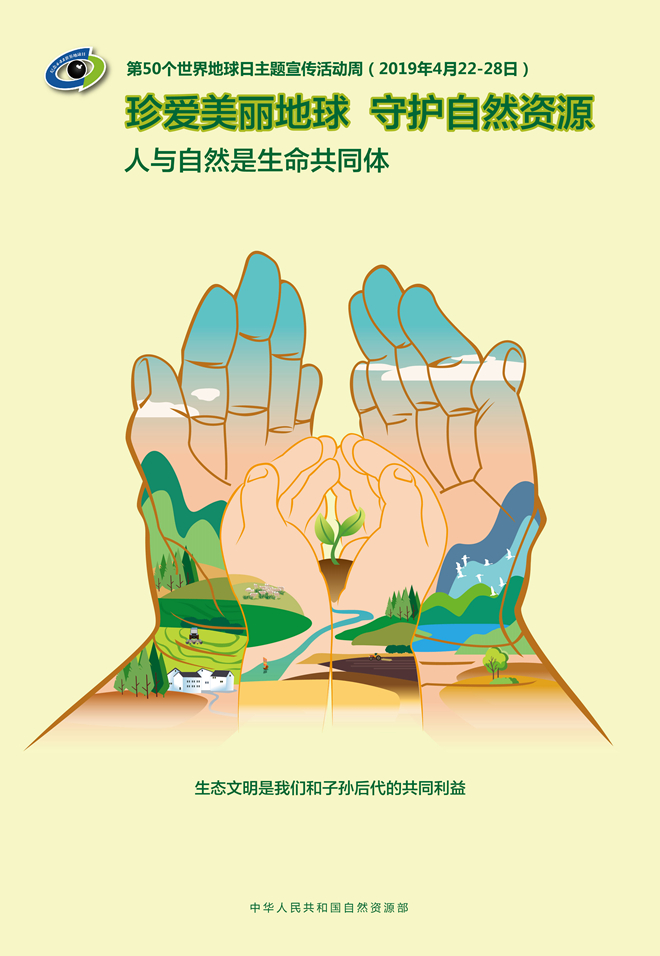 第50个世界地球日主题宣传活动周（2019年4月22-28日）
珍爱美丽地球 守护自然资源
人与自然是生命共同体
生态文明是我们和子孙后代的共同利益
中华人民共和国自然资源部